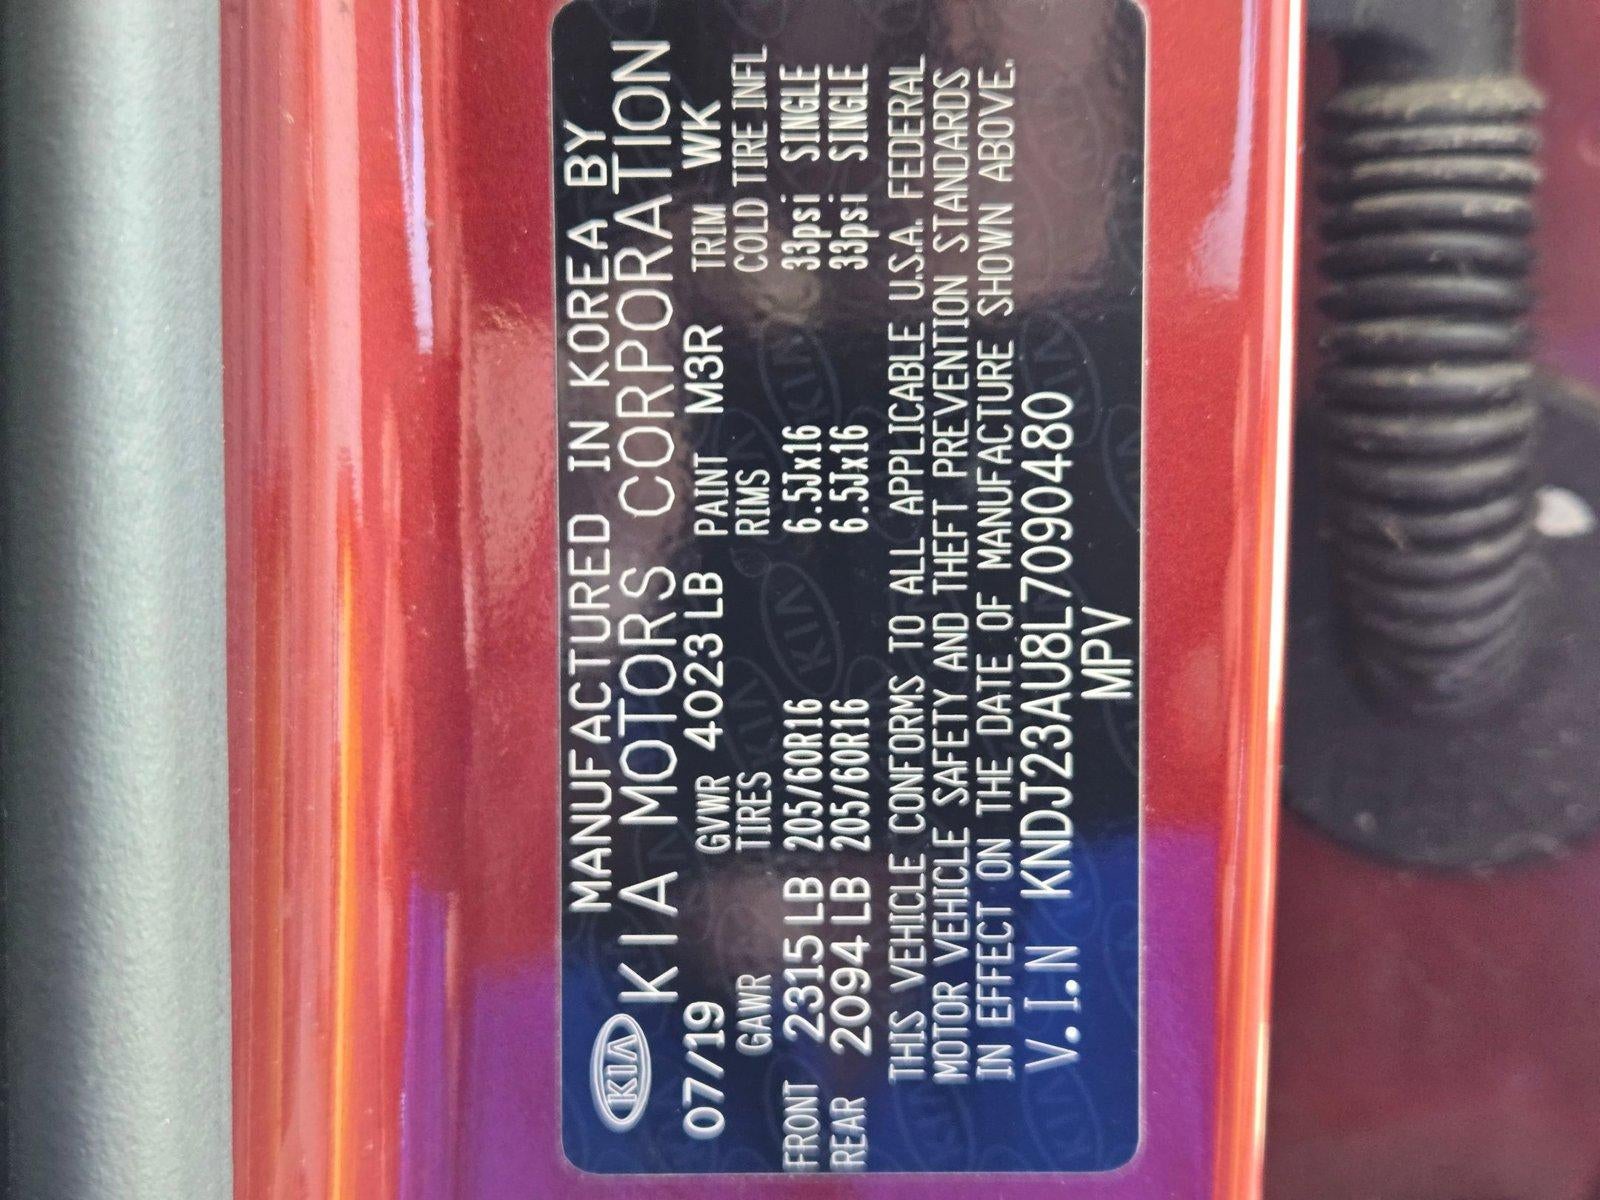 MANUFACTURED IN KOREA BY
KIA KIA MOTORS CORPORATION
07/19 GVWR 4023 LB PAINT M3R TRIM WK
GAWR TIRES RIMS COLD TIRE INFL
FRONT 2315 LB 205/60R16 6.5Jx16 33psi SINGLE
REAR 2094 LB 205/60R16 6.5Jx16 33psi SINGLE
THIS VEHICLE CONFORMS TO ALL APPLICABLE U.S.A. FEDERAL
MOTOR VEHICLE SAFETY AND THEFT PREVENTION STANDARDS
IN EFFECT ON THE DATE OF MANUFACTURE SHOWN ABOVE.
V.I.N KNDJ23AU8L7090480
MPV